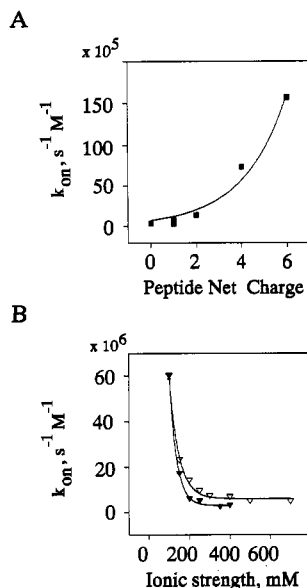 A
x 10^5
150
100
50
0
k_on, s^-1 M^-1
0 2 4 6
Peptide Net Charge
B
x 10^6
60
40
20
0
k_on, s^-1 M^-1
0 200 400 600
Ionic strength, mM